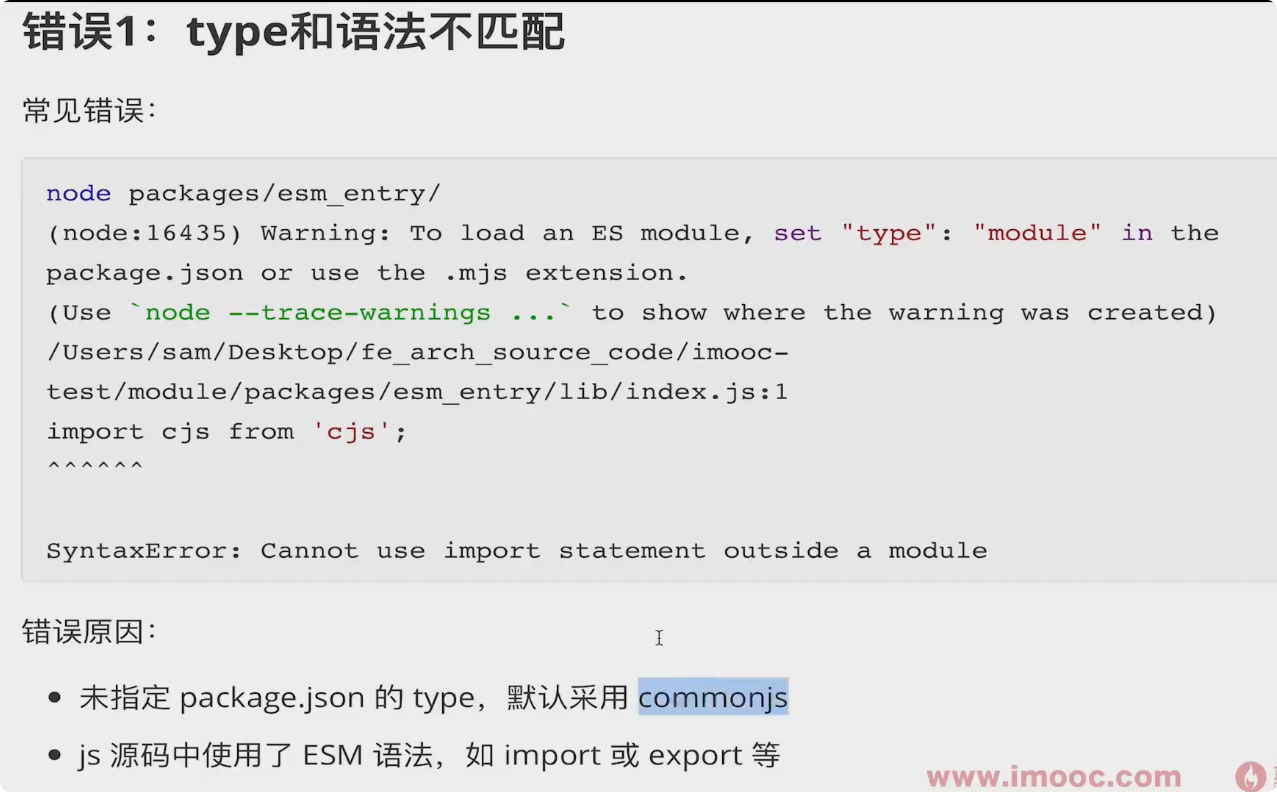 错误1：type和语法不匹配
常见错误：
node packages/esm_entry/
(node:16435) Warning: To load an ES module, set "type": "module" in the
package.json or use the .mjs extension.
(Use `node --trace-warnings ...` to show where the warning was created)
/Users/sam/Desktop/fe_arch_source_code/imooc-
test/module/packages/esm_entry/lib/index.js:1
import cjs from 'cjs';
^^^^^^
SyntaxError: Cannot use import statement outside a module
错误原因：
• 未指定 package.json 的 type，默认采用 commonjs
• js 源码中使用了 ESM 语法，如 import 或 export 等
www.imooc.com